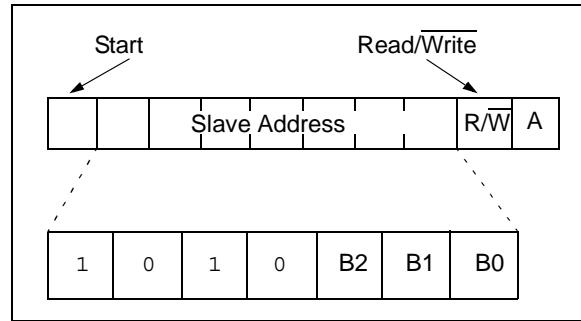 Start Read/Write
Slave Address R/W A
1 0 1 0 B2 B1 B0